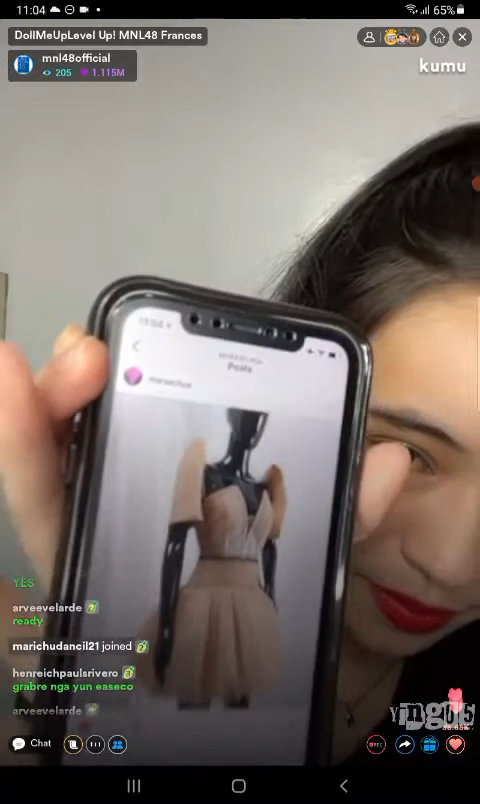 11:04
65%
DollMeUpLevel Up! MNL48 Frances
mnl48official
205 1.115M
kumu
Posts
YES
arveevelarde
ready
marichudancil21 joined
henreichpaulsrivero
grabre nga yun easeco
arveevelarde
Chat
REC